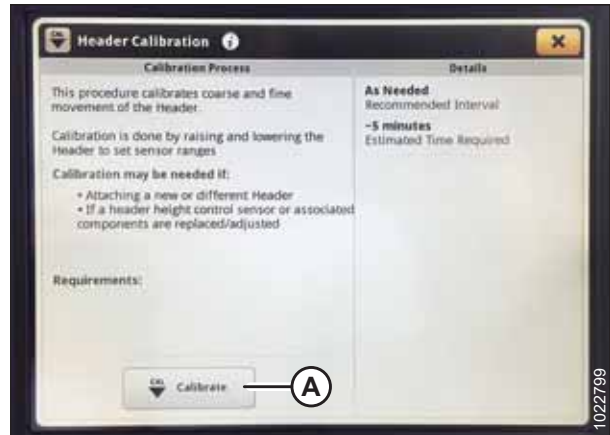 CAL
Header Calibration i
Calibration Process
Details
This procedure calibrates coarse and fine
movement of the Header.
Calibration is done by raising and lowering the
Header to set sensor ranges
Calibration may be needed if:
• Attaching a new or different Header
• If a header height control sensor or associated
components are replaced/adjusted
Requirements:
As Needed
Recommended Interval
~5 minutes
Estimated Time Required
CAL
Calibrate
A
1022799